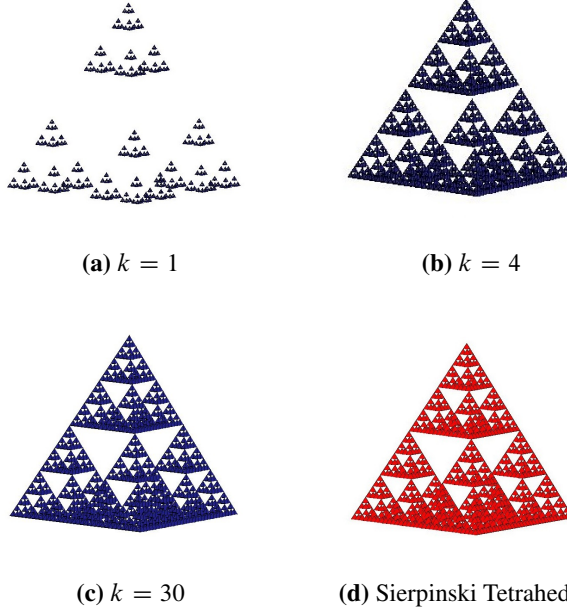 (a) k = 1
(b) k = 4
(c) k = 30
(d) Sierpinski Tetrahed